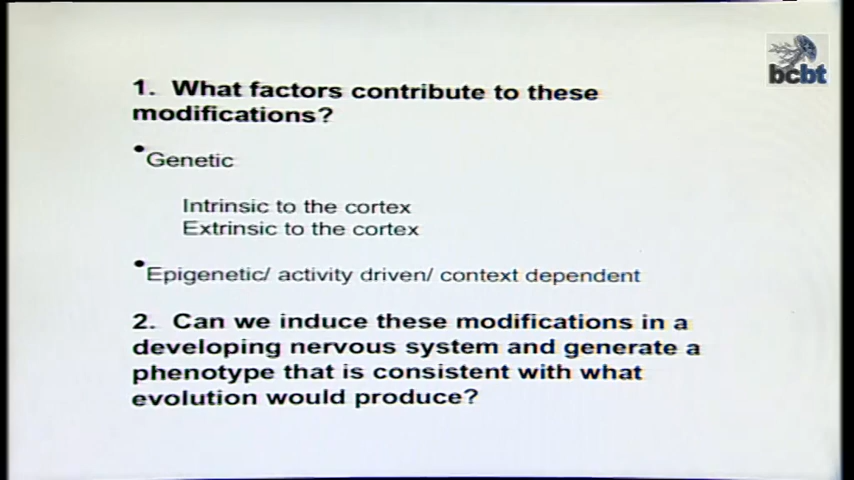 bcbt
1. What factors contribute to these
modifications?
•Genetic
Intrinsic to the cortex
Extrinsic to the cortex
•Epigenetic/ activity driven/ context dependent
2. Can we induce these modifications in a
developing nervous system and generate a
phenotype that is consistent with what
evolution would produce?